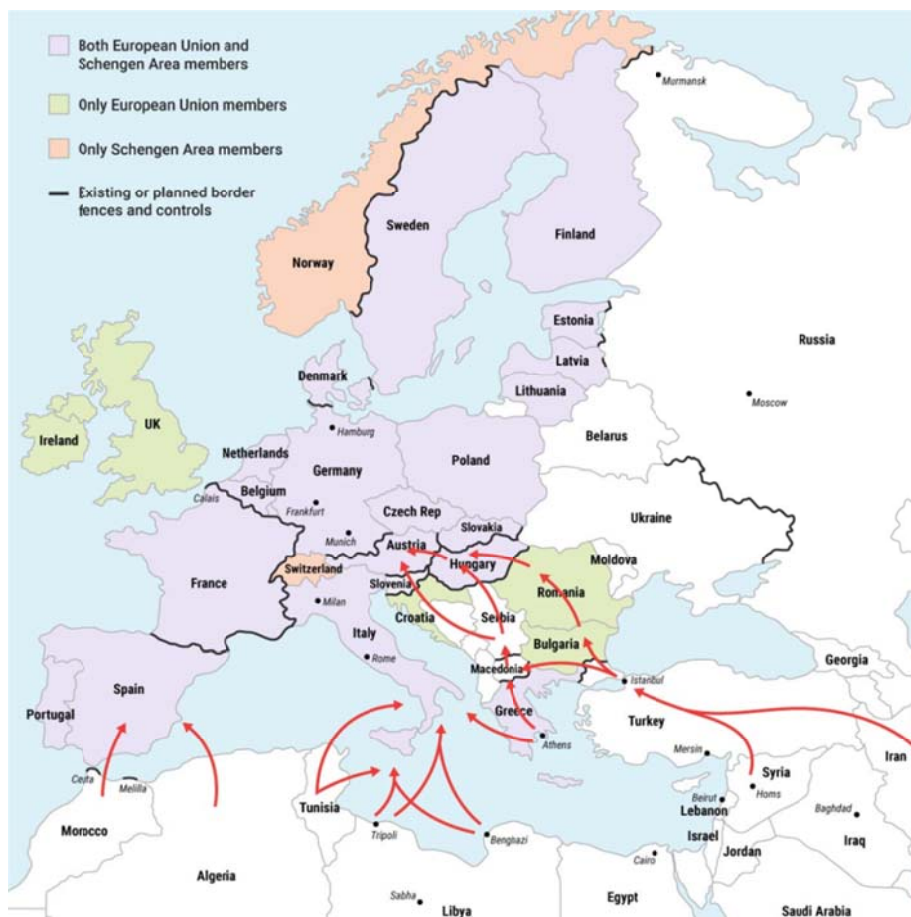 Both European Union and
Schengen Area members
Only European Union members
Only Schengen Area members
Existing or planned border
fences and controls
Murmansk
Sweden
Finland
Norway
Estonia
Russia
Latvia
Denmark
Lithuania
Moscow
Ireland
UK
Hamburg
Belarus
Netherlands
Poland
Germany
Belgium
Calais
Frankfurt
Czech Rep
Ukraine
Slovakia
Munich
Austria
Moldova
Hungary
Switzerland
France
Slovenia
Romania
Milan
Croatia
Serbia
Italy
Bulgaria
Georgia
Rome
Macedonia
Istanbul
Spain
Greece
Portugal
Turkey
Athens
Mersin
Iran
Ceuta
Melilla
Syria
Tunisia
Beirut
Homs
Lebanon
Baghdad
Morocco
Tripoli
Benghazi
Israel
Iraq
Jordan
Cairo
Algeria
Sabha
Libya
Egypt
Saudi Arabia